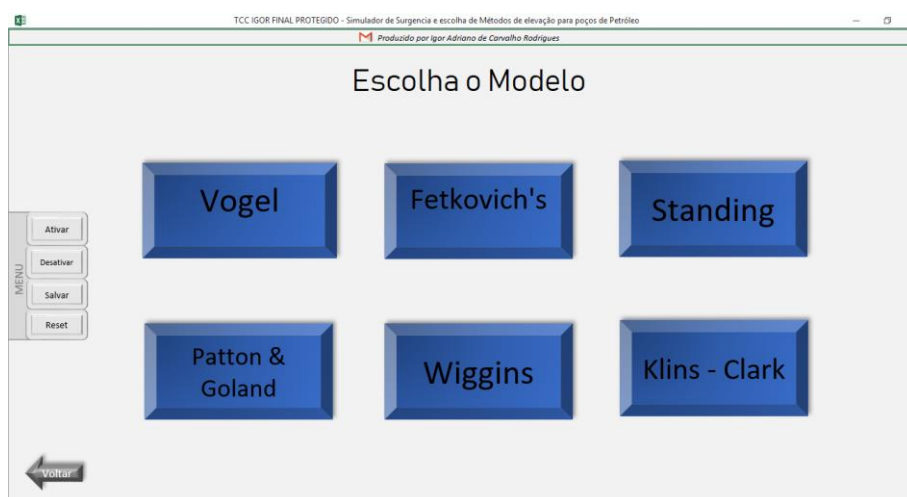 TCC IGOR FINAL PROTEGIDO - Simulador de Surgencia e escolha de Métodos de elevação para poços de Petróleo
Produzido por Igor Adriano de Carvalho Rodrigues
Escolha o Modelo
Vogel
Fetkovich's
Standing
MENU
Ativar
Desativar
Salvar
Reset
Patton &
Goland
Wiggins
Klins - Clark
Voltar